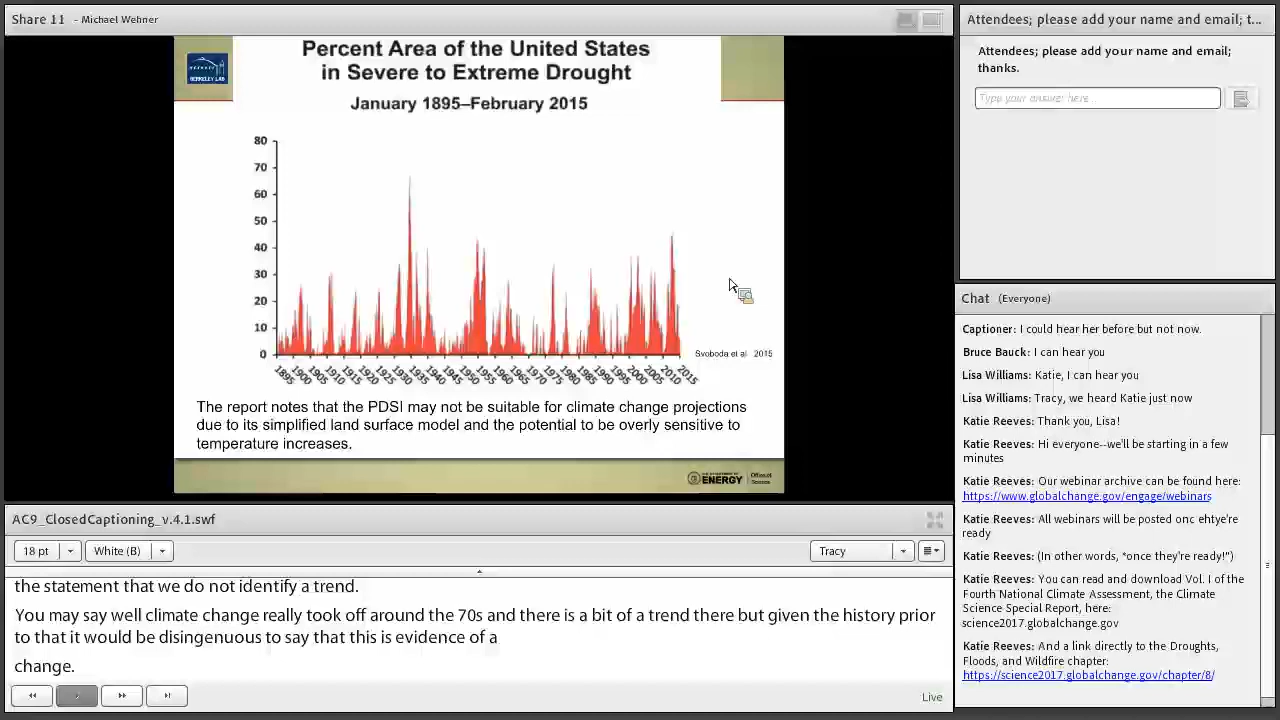 Share 11 - Michael Wehner
BERKELEY LAB
Percent Area of the United States
in Severe to Extreme Drought
January 1895–February 2015
80
70
60
50
40
30
20
10
0
1895
1900
1905
1910
1915
1920
1925
1930
1935
1940
1945
1950
1955
1960
1965
1970
1975
1980
1985
1990
1995
2000
2005
2010
2015
Svoboda et al 2015
The report notes that the PDSI may not be suitable for climate change projections
due to its simplified land surface model and the potential to be overly sensitive to
temperature increases.
ENERGY
Office of
Science
AC9_ClosedCaptioning_v.4.1.swf
18 pt
White (B)
Tracy
the statement that we do not identify a trend.
You may say well climate change really took off around the 70s and there is a bit of a trend there but given the history prior
to that it would be disingenuous to say that this is evidence of a
change.
Live
Attendees; please add your name and email; t...
Attendees; please add your name and email;
thanks.
Type your answer here...
Chat (Everyone)
Captioner: I could hear her before but not now.
Bruce Bauck: I can hear you
Lisa Williams: Katie, I can hear you
Lisa Williams: Tracy, we heard Katie just now
Katie Reeves: Thank you, Lisa!
Katie Reeves: Hi everyone--we'll be starting in a few
minutes
Katie Reeves: Our webinar archive can be found here:
https://www.globalchange.gov/engage/webinars
Katie Reeves: All webinars will be posted onc ehtye're
ready
Katie Reeves: (In other words, *once they're ready!")
Katie Reeves: You can read and download Vol. I of the
Fourth National Climate Assessment, the Climate
Science Special Report, here:
science2017.globalchange.gov
Katie Reeves: And a link directly to the Droughts,
Floods, and Wildfire chapter:
https://science2017.globalchange.gov/chapter/8/